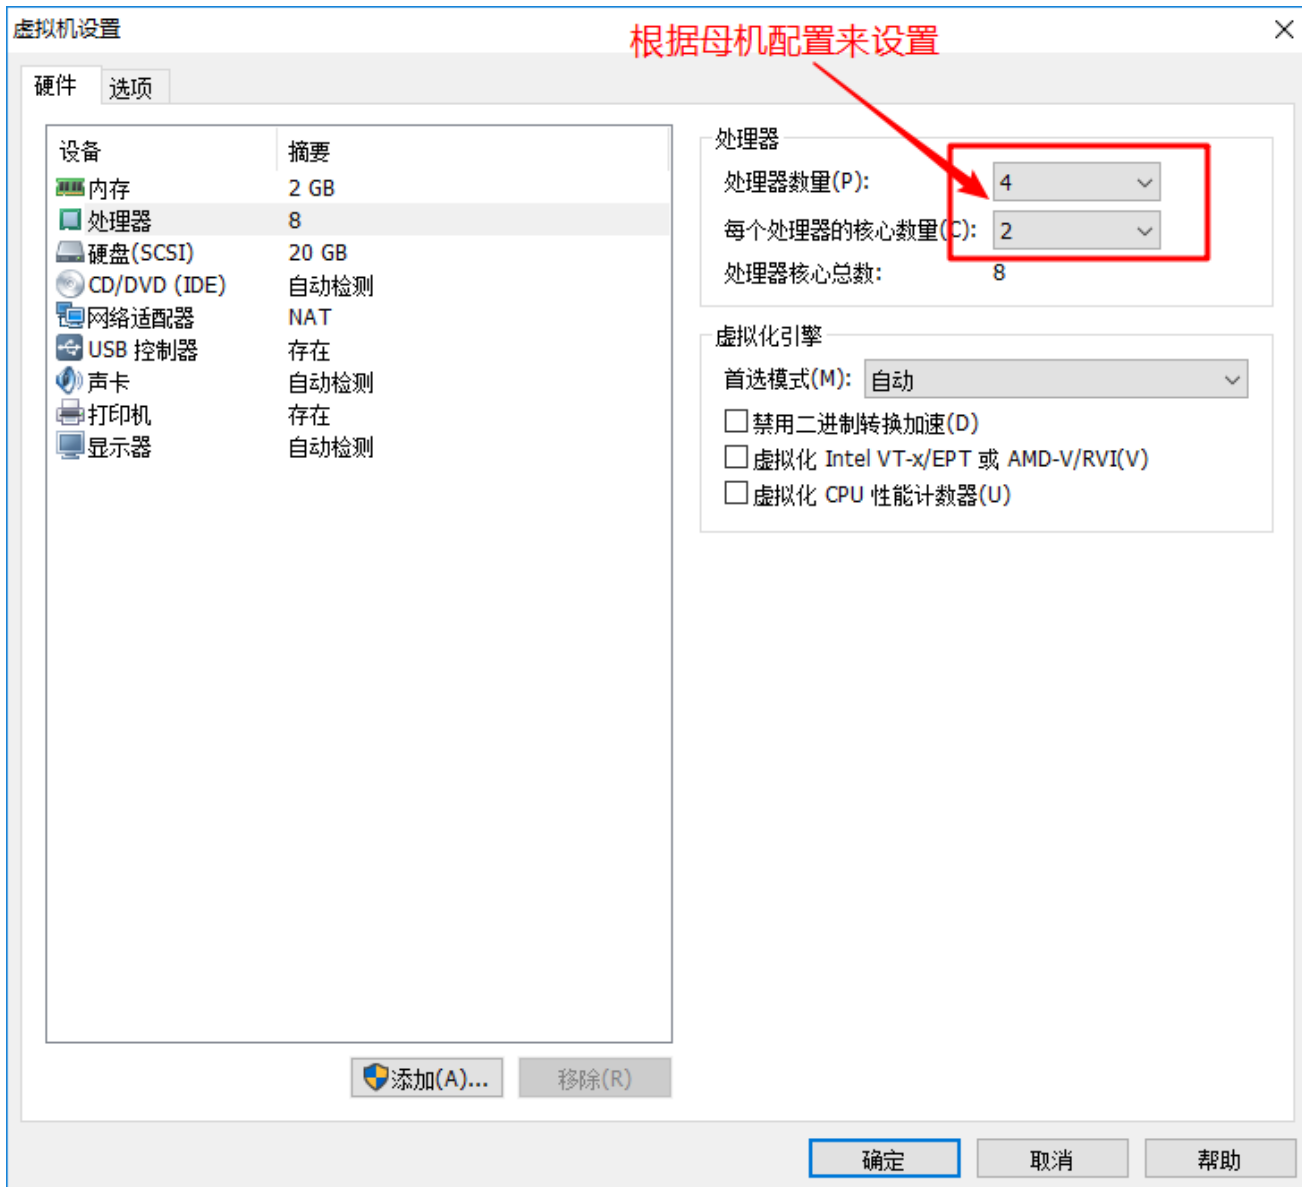 虚拟机设置
根据母机配置来设置
硬件 选项
设备 摘要
内存 2 GB
处理器 8
硬盘(SCSI) 20 GB
CD/DVD (IDE) 自动检测
网络适配器 NAT
USB 控制器 存在
声卡 自动检测
打印机 存在
显示器 自动检测
添加(A)... 移除(R)
处理器
处理器数量(P): 4
每个处理器的核心数量(C): 2
处理器核心总数: 8
虚拟化引擎
首选模式(M): 自动
禁用二进制转换加速(D)
虚拟化 Intel VT-x/EPT 或 AMD-V/RVI(V)
虚拟化 CPU 性能计数器(U)
确定 取消 帮助